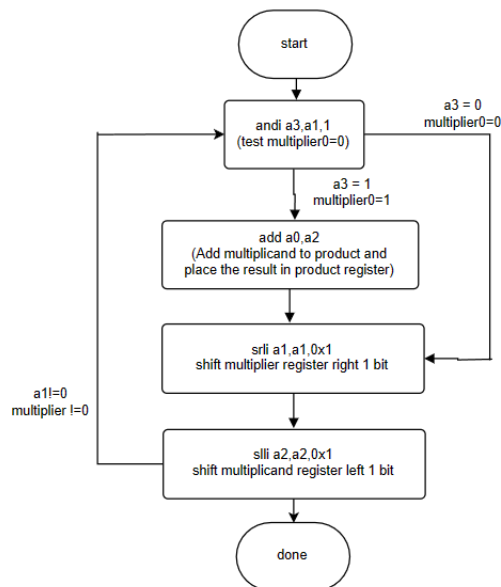 start
andi a3,a1,1
(test multiplier0=0)
a3 = 0
multiplier0=0
a3 = 1
multiplier0=1
add a0,a2
(Add multiplicand to product and
place the result in product register)
srli a1,a1,0x1
shift multiplier register right 1 bit
a1!=0
multiplier !=0
slli a2,a2,0x1
shift multiplicand register left 1 bit
done